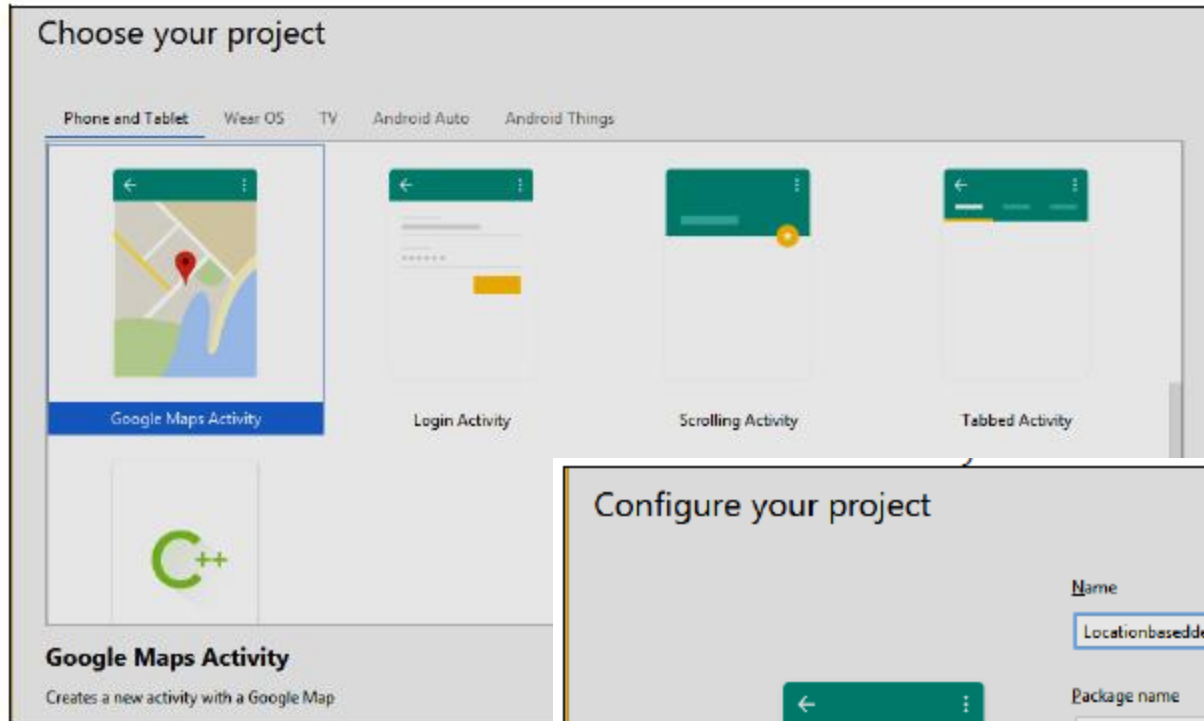 Choose your project
Phone and Tablet Wear OS TV Android Auto Android Things
Google Maps Activity Login Activity Scrolling Activity Tabbed Activity
C++
Google Maps Activity
Creates a new activity with a Google Map
Configure your project
Name
Package name